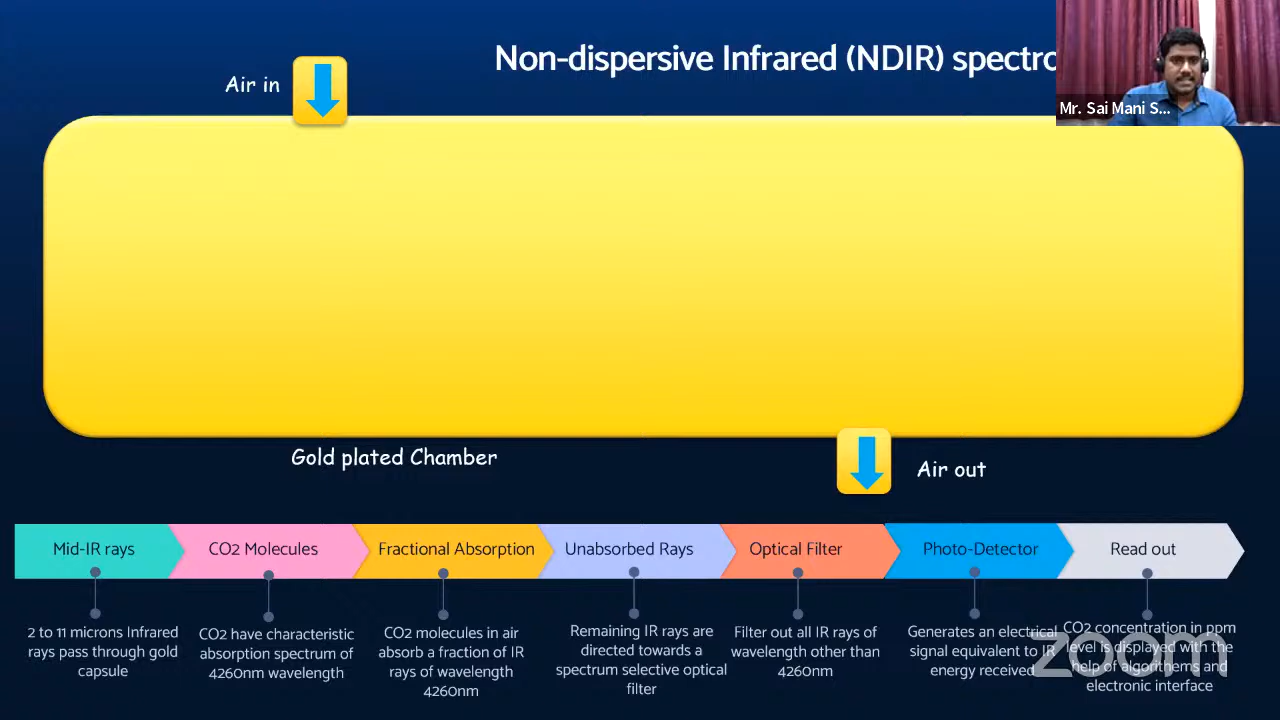 Non-dispersive Infrared (NDIR) spectro
Mr. Sai Mani S...
Air in
Gold plated Chamber
Air out
Mid-IR rays
CO2 Molecules
Fractional Absorption
Unabsorbed Rays
Optical Filter
Photo-Detector
Read out
2 to 11 microns Infrared
rays pass through gold
capsule
CO2 have characteristic
absorption spectrum of
4260nm wavelength
CO2 molecules in air
absorb a fraction of IR
rays of wavelength
4260nm
Remaining IR rays are
directed towards a
spectrum selective optical
filter
Filter out all IR rays of
wavelength other than
4260nm
Generates an electrical
signal equivalent to IR
energy received
CO2 concentration in ppm
level is displayed with the
help of algorithems and
electronic interface
zoom